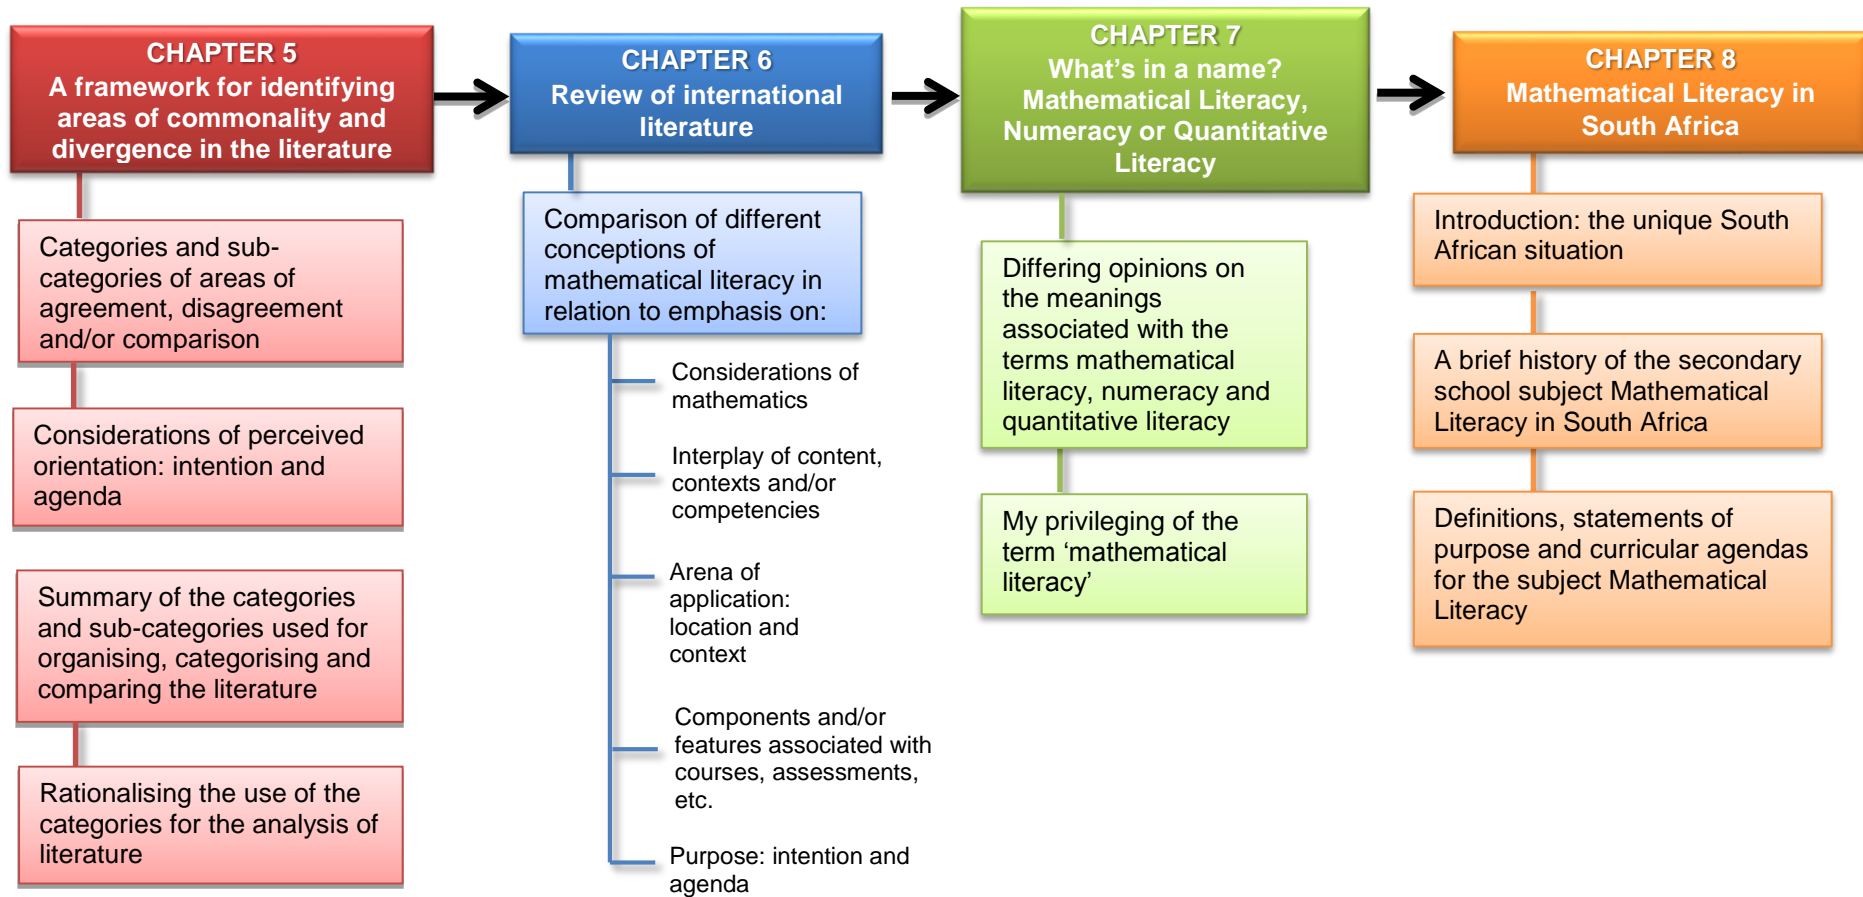 CHAPTER 5
A framework for identifying
areas of commonality and
divergence in the literature
Categories and sub-
categories of areas of
agreement, disagreement
and/or comparison
Considerations of perceived
orientation: intention and
agenda
Summary of the categories
and sub-categories used for
organising, categorising and
comparing the literature
Rationalising the use of the
categories for the analysis of
literature
CHAPTER 6
Review of international
literature
Comparison of different
conceptions of
mathematical literacy in
relation to emphasis on:
Considerations of
mathematics
Interplay of content,
contexts and/or
competencies
Arena of
application:
location and
context
Components and/or
features associated with
courses, assessments,
etc.
Purpose: intention and
agenda
CHAPTER 7
What’s in a name?
Mathematical Literacy,
Numeracy or Quantitative
Literacy
Differing opinions on
the meanings
associated with the
terms mathematical
literacy, numeracy and
quantitative literacy
My privileging of the
term ‘mathematical
literacy’
CHAPTER 8
Mathematical Literacy in
South Africa
Introduction: the unique South
African situation
A brief history of the secondary
school subject Mathematical
Literacy in South Africa
Definitions, statements of
purpose and curricular agendas
for the subject Mathematical
Literacy